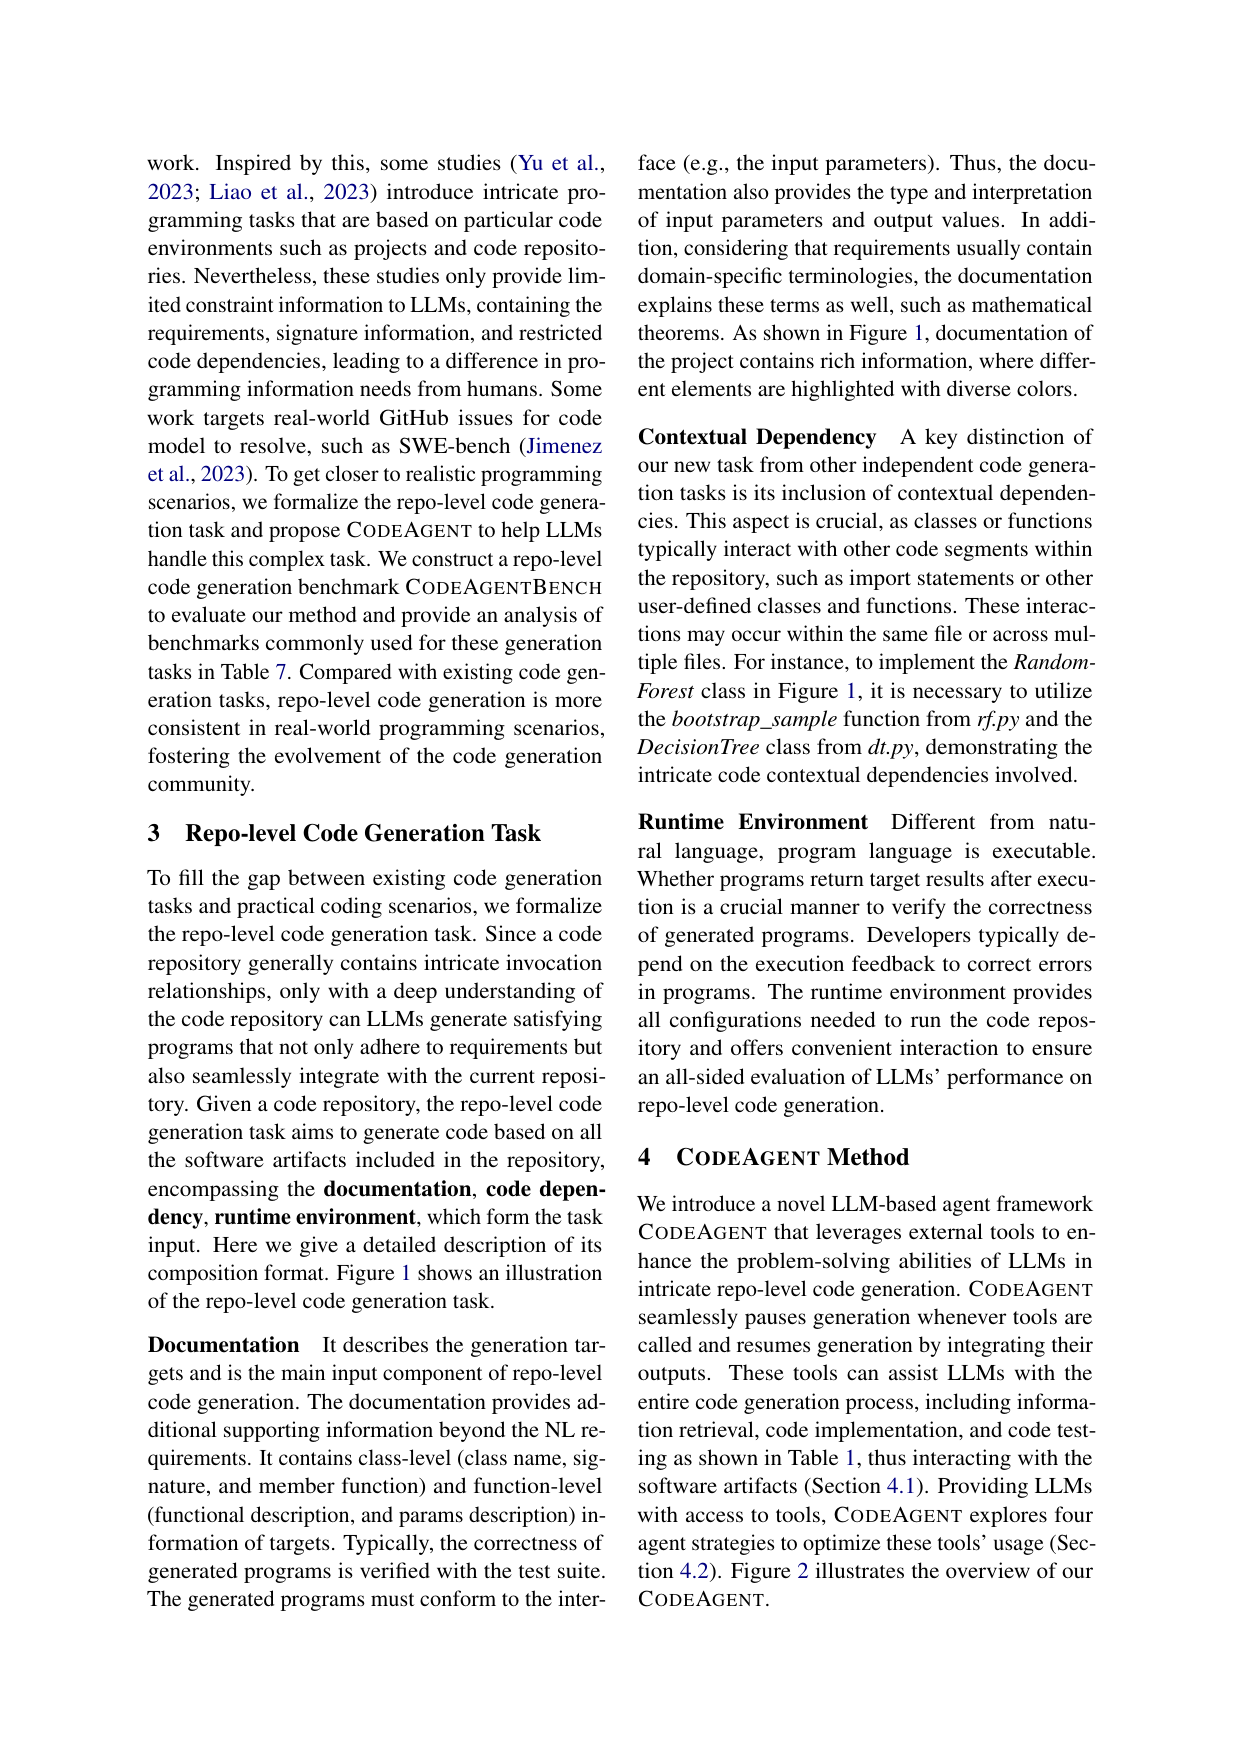 work. Inspired by this, some studies (Yu et al.,
2023; Liao et al., 2023) introduce intricate pro-
gramming tasks that are based on particular code
environments such as projects and code reposito-
ries. Nevertheless, these studies only provide lim-
ited constraint information to LLMs, containing the
requirements, signature information, and restricted
code dependencies, leading to a difference in pro-
gramming information needs from humans. Some
work targets real-world GitHub issues for code
model to resolve, such as SWE-bench (Jimenez
et al., 2023). To get closer to realistic programming
scenarios, we formalize the repo-level code genera-
tion task and propose CODEAGENT to help LLMs
handle this complex task. We construct a repo-level
code generation benchmark CODEAGENTBENCH
to evaluate our method and provide an analysis of
benchmarks commonly used for these generation
tasks in Table 7. Compared with existing code gen-
eration tasks, repo-level code generation is more
consistent in real-world programming scenarios,
fostering the evolvement of the code generation
community.
3 Repo-level Code Generation Task
To fill the gap between existing code generation
tasks and practical coding scenarios, we formalize
the repo-level code generation task. Since a code
repository generally contains intricate invocation
relationships, only with a deep understanding of
the code repository can LLMs generate satisfying
programs that not only adhere to requirements but
also seamlessly integrate with the current reposi-
tory. Given a code repository, the repo-level code
generation task aims to generate code based on all
the software artifacts included in the repository,
encompassing the documentation, code depen-
dency, runtime environment, which form the task
input. Here we give a detailed description of its
composition format. Figure 1 shows an illustration
of the repo-level code generation task.
Documentation It describes the generation tar-
gets and is the main input component of repo-level
code generation. The documentation provides ad-
ditional supporting information beyond the NL re-
quirements. It contains class-level (class name, sig-
nature, and member function) and function-level
(functional description, and params description) in-
formation of targets. Typically, the correctness of
generated programs is verified with the test suite.
The generated programs must conform to the inter-
face (e.g., the input parameters). Thus, the docu-
mentation also provides the type and interpretation
of input parameters and output values. In addi-
tion, considering that requirements usually contain
domain-specific terminologies, the documentation
explains these terms as well, such as mathematical
theorems. As shown in Figure 1, documentation of
the project contains rich information, where differ-
ent elements are highlighted with diverse colors.
Contextual Dependency A key distinction of
our new task from other independent code genera-
tion tasks is its inclusion of contextual dependen-
cies. This aspect is crucial, as classes or functions
typically interact with other code segments within
the repository, such as import statements or other
user-defined classes and functions. These interac-
tions may occur within the same file or across mul-
tiple files. For instance, to implement the Random-
Forest class in Figure 1, it is necessary to utilize
the bootstrap_sample function from rf.py and the
DecisionTree class from dt.py, demonstrating the
intricate code contextual dependencies involved.
Runtime Environment Different from natu-
ral language, program language is executable.
Whether programs return target results after execu-
tion is a crucial manner to verify the correctness
of generated programs. Developers typically de-
pend on the execution feedback to correct errors
in programs. The runtime environment provides
all configurations needed to run the code repos-
itory and offers convenient interaction to ensure
an all-sided evaluation of LLMs’ performance on
repo-level code generation.
4 CODEAGENT Method
We introduce a novel LLM-based agent framework
CODEAGENT that leverages external tools to en-
hance the problem-solving abilities of LLMs in
intricate repo-level code generation. CODEAGENT
seamlessly pauses generation whenever tools are
called and resumes generation by integrating their
outputs. These tools can assist LLMs with the
entire code generation process, including informa-
tion retrieval, code implementation, and code test-
ing as shown in Table 1, thus interacting with the
software artifacts (Section 4.1). Providing LLMs
with access to tools, CODEAGENT explores four
agent strategies to optimize these tools’ usage (Sec-
tion 4.2). Figure 2 illustrates the overview of our
CODEAGENT.